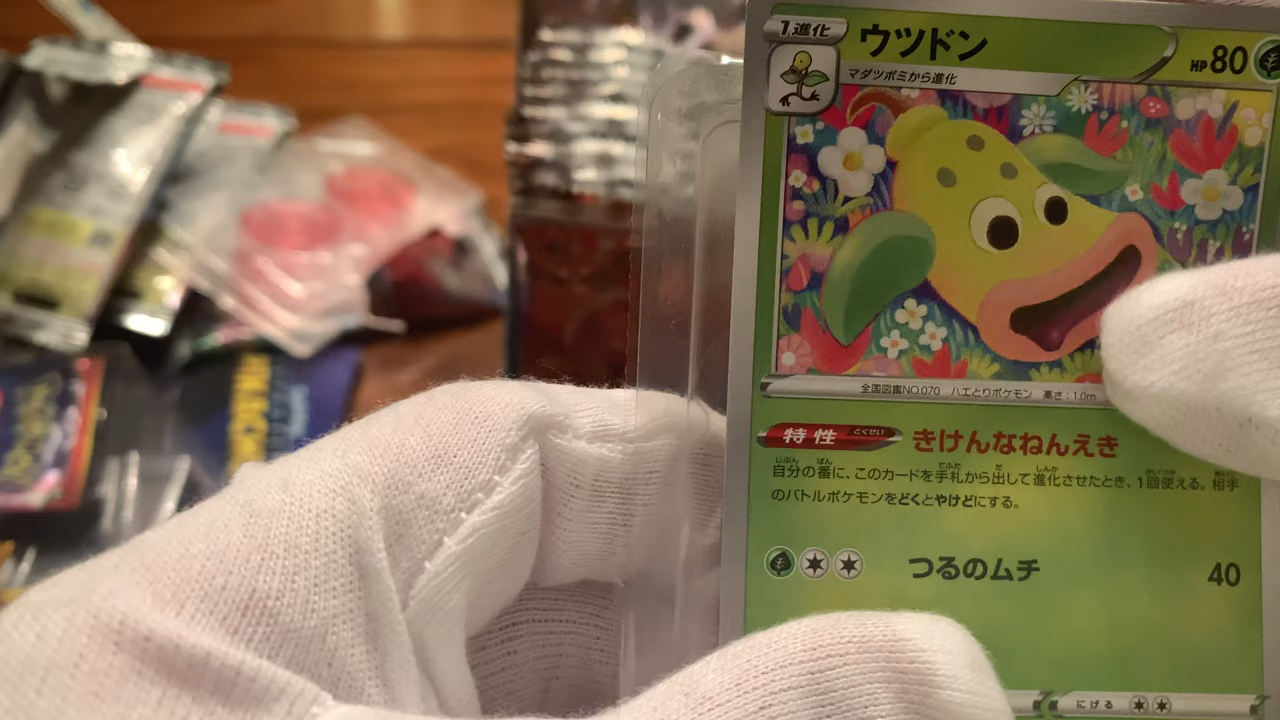 1進化
ウツドン
HP80
マダツボミから進化
全国図鑑NO.070 ハエとりポケモン 高さ:1.0m
特性 とくせい きけんなねんえき
自分の番に、このカードを手札から出して進化させたとき、1回使える。相手
のバトルポケモンをどくとやけどにする。
つるのムチ 40
にげる